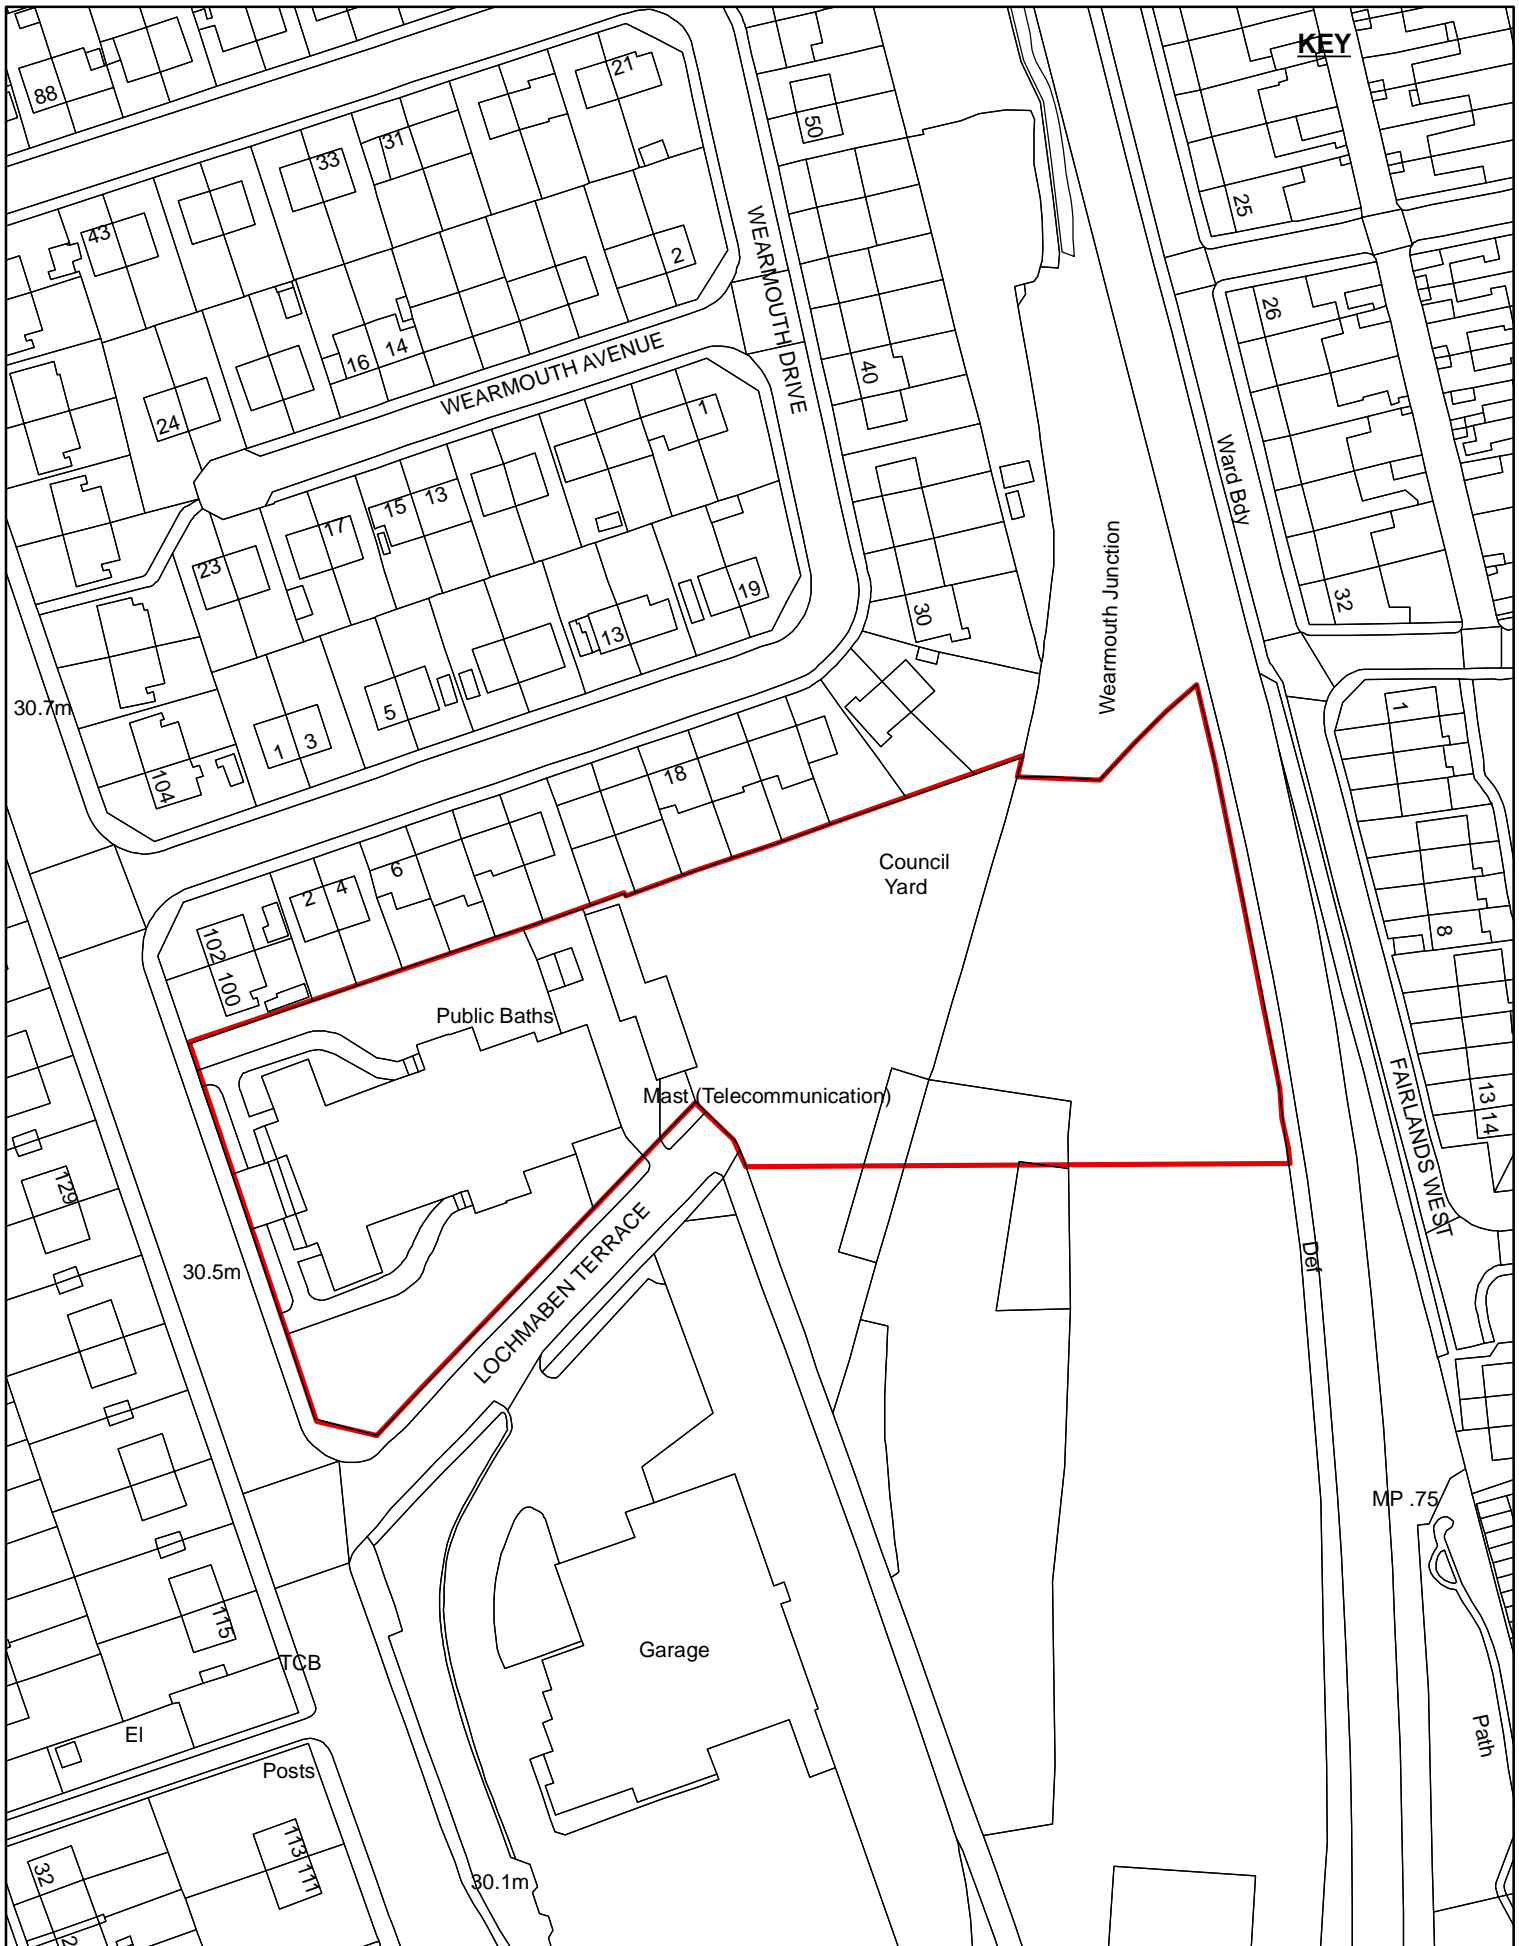 KEY
88
21
50
33
31
25
43
2
WEARMOUTH DRIVE
26
16
14
WEARMOUTH AVENUE
40
24
1
Ward Bdy
15
13
17
Wearmouth Junction
23
19
32
30
13
30.7m
5
1
3
1
104
18
Council
Yard
6
4
2
8
102
100
Public Baths
Mast (Telecommunication)
FAIRLANDS WEST
13 14
129
30.5m
LOCHMABEN TERRACE
Def
MP .75
115
Garage
TCB
El
Path
Posts
113
111
32
30.1m
2